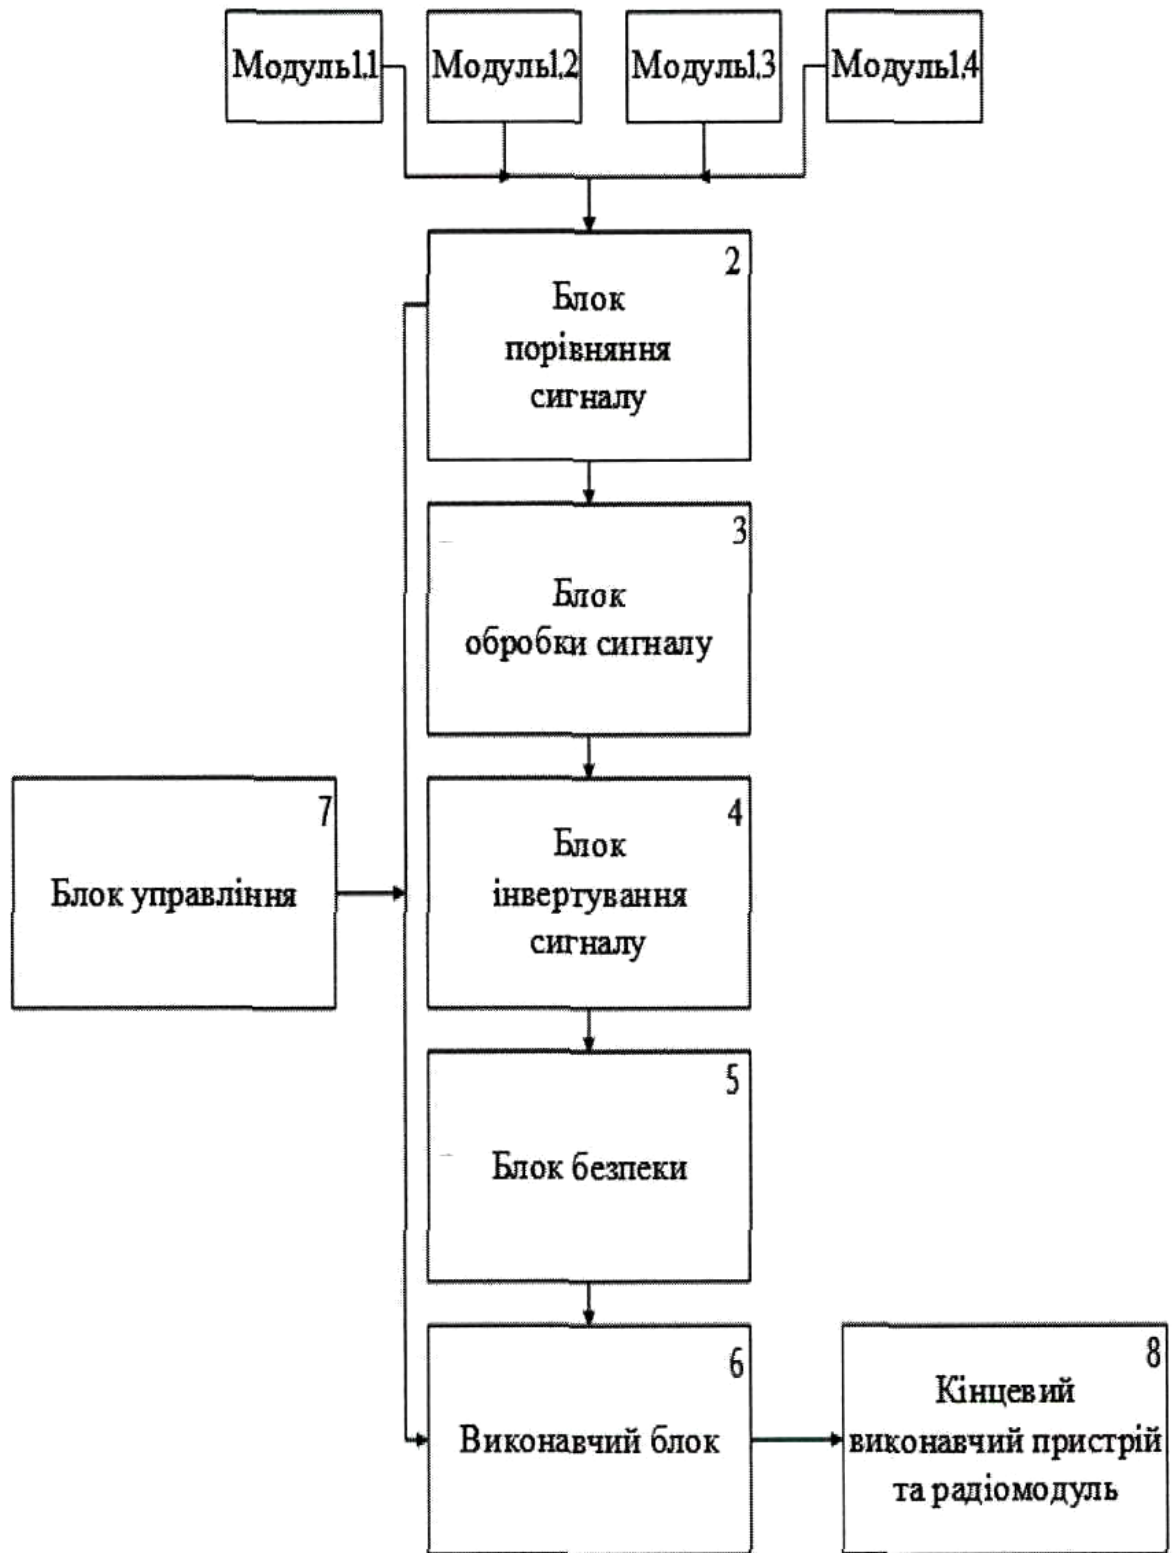 Модуль1.1
Модуль1.2
Модуль1.3
Модуль1.4
2
Блок
порівняння
сигналу
3
Блок
обробки сигналу
7
Блок управління
4
Блок
інвертування
сигналу
5
Блок безпеки
6
Виконавчий блок
8
Кінцевий
виконавчий пристрій
та радіомодуль